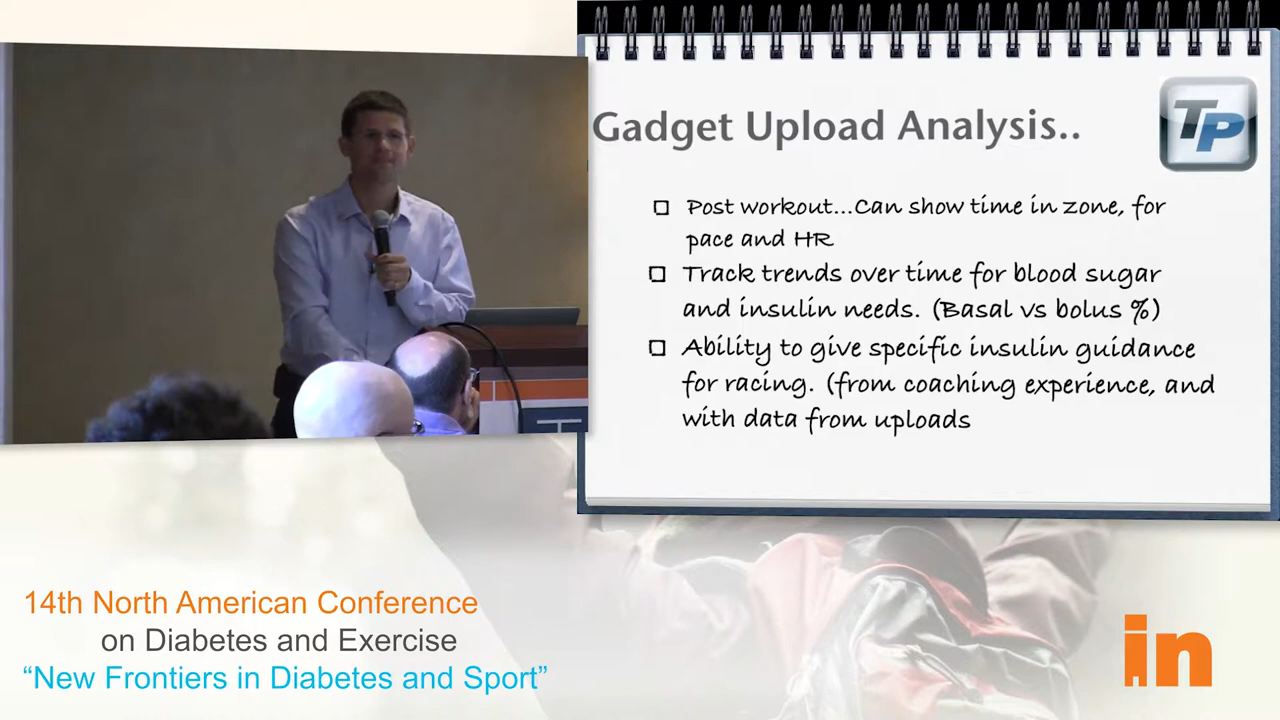 Gadget Upload Analysis..
TP
Post workout...Can show time in zone, for
pace and HR
Track trends over time for blood sugar
and insulin needs. (Basal vs bolus %)
Ability to give specific insulin guidance
for racing. (from coaching experience, and
with data from uploads
14th North American Conference
on Diabetes and Exercise
“New Frontiers in Diabetes and Sport”
in